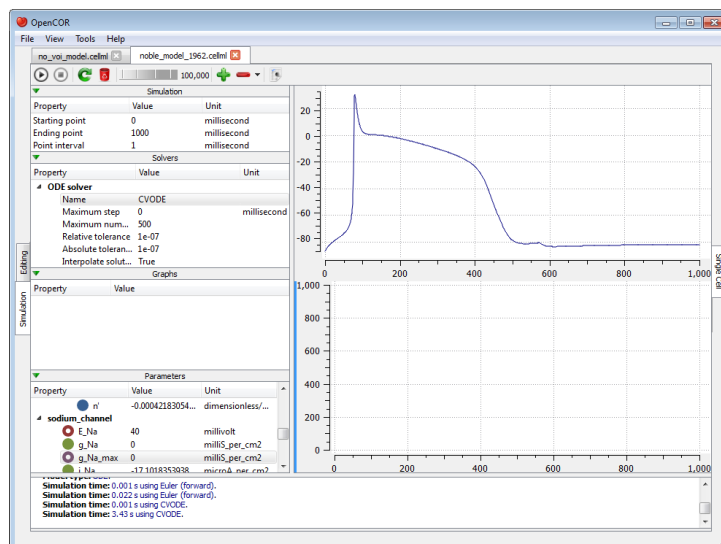 OpenCOR
File View Tools Help
no_voi_model.cellml noble_model_1962.cellml
100,000
Simulation
Property Value Unit
Starting point 0 millisecond
Ending point 1000 millisecond
Point interval 1 millisecond
Solvers
Property Value Unit
ODE solver
Name CVODE
Maximum step 0 millisecond
Maximum num... 500
Relative tolerance 1e-07
Absolute toleran... 1e-07
Interpolate solut... True
Graphs
Property Value
Parameters
Property Value Unit
n' -0.00042183054... dimensionless/...
sodium_channel
E_Na 40 millivolt
g_Na 0 milliS_per_cm2
g_Na_max 0 milliS_per_cm2
i_Na -17.1018353938 microA_per_cm2
Editing
Simulation
20
0
-20
-40
-60
-80
0 200 400 600 800 1,000
1,000
800
600
400
200
0
0 200 400 600 800 1,000
Simulation time: 0.001 s using Euler (forward).
Simulation time: 0.022 s using Euler (forward).
Simulation time: 0.001 s using CVODE.
Simulation time: 3.43 s using CVODE.